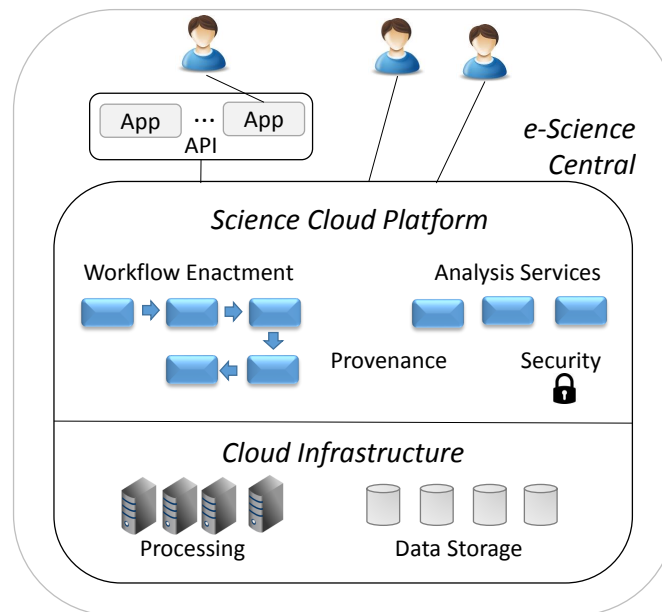 App ... App
API
e-Science
Central
Science Cloud Platform
Workflow Enactment
Analysis Services
Provenance
Security
Cloud Infrastructure
Processing
Data Storage